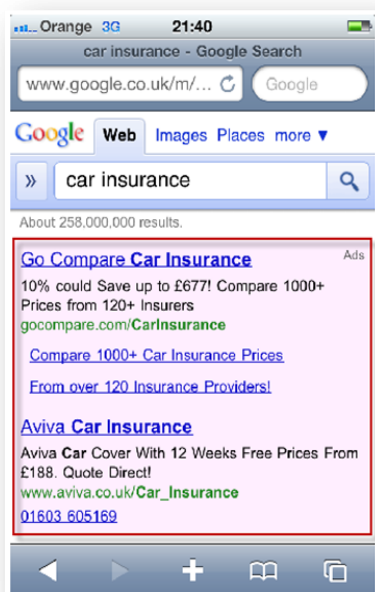 Orange 3G 21:40
car insurance - Google Search
www.google.co.uk/m/... Google
Google Web Images Places more ▼
» car insurance
About 258,000,000 results.
Go Compare Car Insurance Ads
10% could Save up to £677! Compare 1000+
Prices from 120+ Insurers
gocompare.com/CarInsurance
Compare 1000+ Car Insurance Prices
From over 120 Insurance Providers!
Aviva Car Insurance
Aviva Car Cover With 12 Weeks Free Prices From
£188. Quote Direct!
www.aviva.co.uk/Car_Insurance
01603 605169